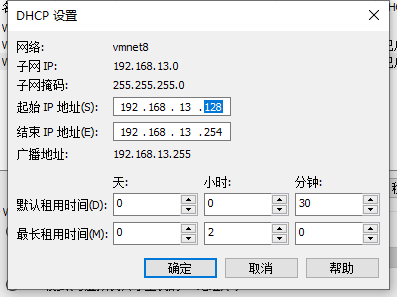 DHCP 设置
网络: vmnet8
子网 IP: 192.168.13.0
子网掩码: 255.255.255.0
起始 IP 地址(S): 192 . 168 . 13 . 128
结束 IP 地址(E): 192 . 168 . 13 . 254
广播地址: 192.168.13.255
天: 小时: 分钟:
默认租用时间(D): 0 0 30
最长租用时间(M): 0 2 0
确定 取消 帮助